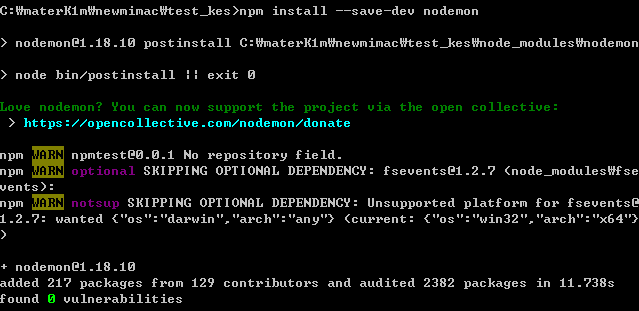 C:₩materK1m₩newmimac₩test_kes>npm install --save-dev nodemon
> nodemon@1.18.10 postinstall C:₩materK1m₩newmimac₩test_kes₩node_modules₩nodemon
> node bin/postinstall || exit 0
Love nodemon? You can now support the project via the open collective:
> https://opencollective.com/nodemon/donate
npm WARN npmtest@0.0.1 No repository field.
npm WARN optional SKIPPING OPTIONAL DEPENDENCY: fsevents@1.2.7 (node_modules₩fse
vents):
npm WARN notsup SKIPPING OPTIONAL DEPENDENCY: Unsupported platform for fsevents@
1.2.7: wanted {"os":"darwin","arch":"any"} (current: {"os":"win32","arch":"x64"}
)
+ nodemon@1.18.10
added 217 packages from 129 contributors and audited 2382 packages in 11.738s
found 0 vulnerabilities